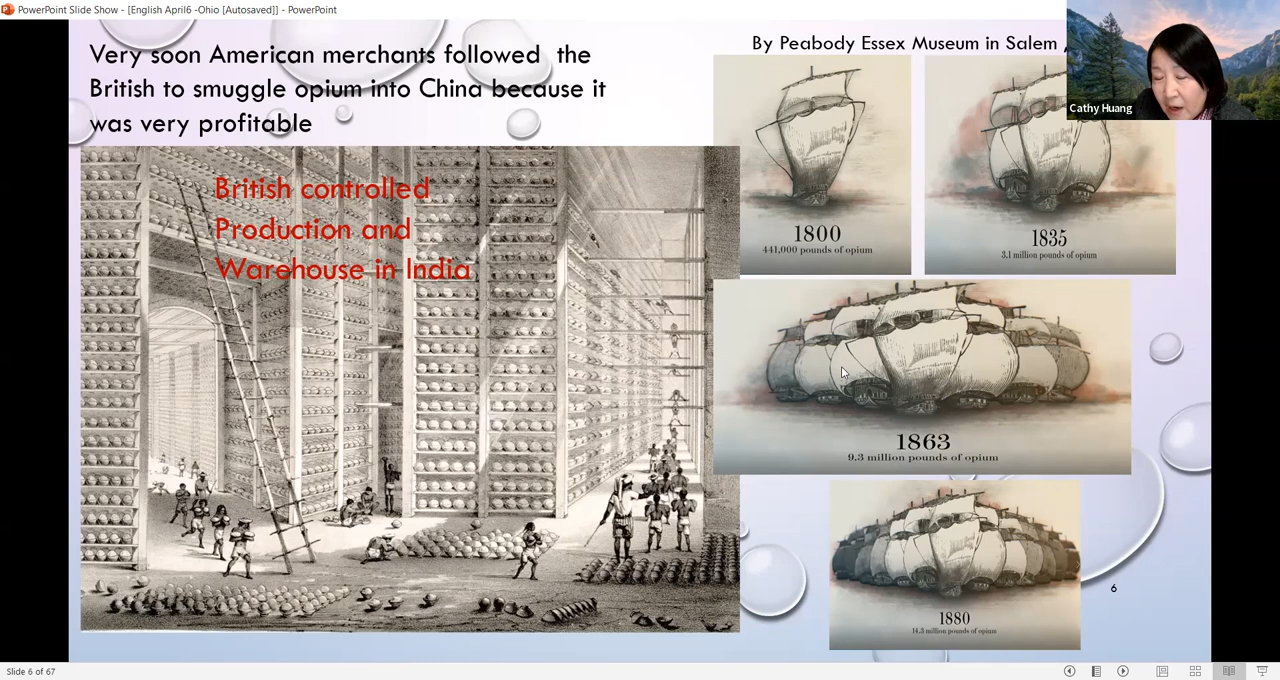 PowerPoint Slide Show - [English April6 -Ohio [Autosaved]] - PowerPoint
Very soon American merchants followed the
British to smuggle opium into China because it
was very profitable
By Peabody Essex Museum in Salem
Cathy Huang
British controlled
Production and
Warehouse in India
1800
441,000 pounds of opium
1835
3.1 million pounds of opium
1863
9.3 million pounds of opium
1880
14.3 million pounds of opium
6
Slide 6 of 67